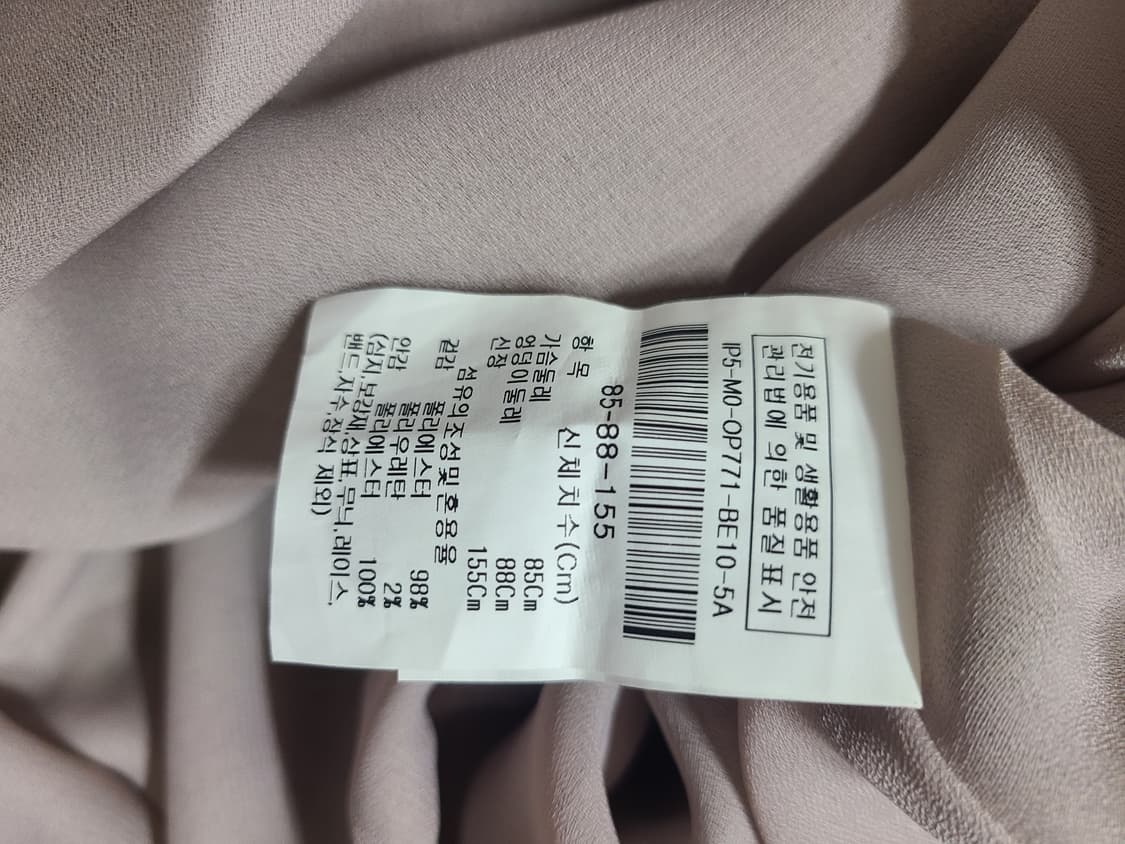 전기용품 및 생활용품 안전
관리법에 의한 품질표시
IP5-MO-OP771-BE10-5A
85-88-155
항 목 신체치수(Cm)
가슴둘레 85Cm
엉덩이둘레 88Cm
신장 155Cm
섬유의조성및혼용율
겉감 폴리에스터 98%
폴리우레탄 2%
안감 폴리에스터 100%
(심지,보강재,상표,무늬,레이스,
밴드,자수,장식 제외)